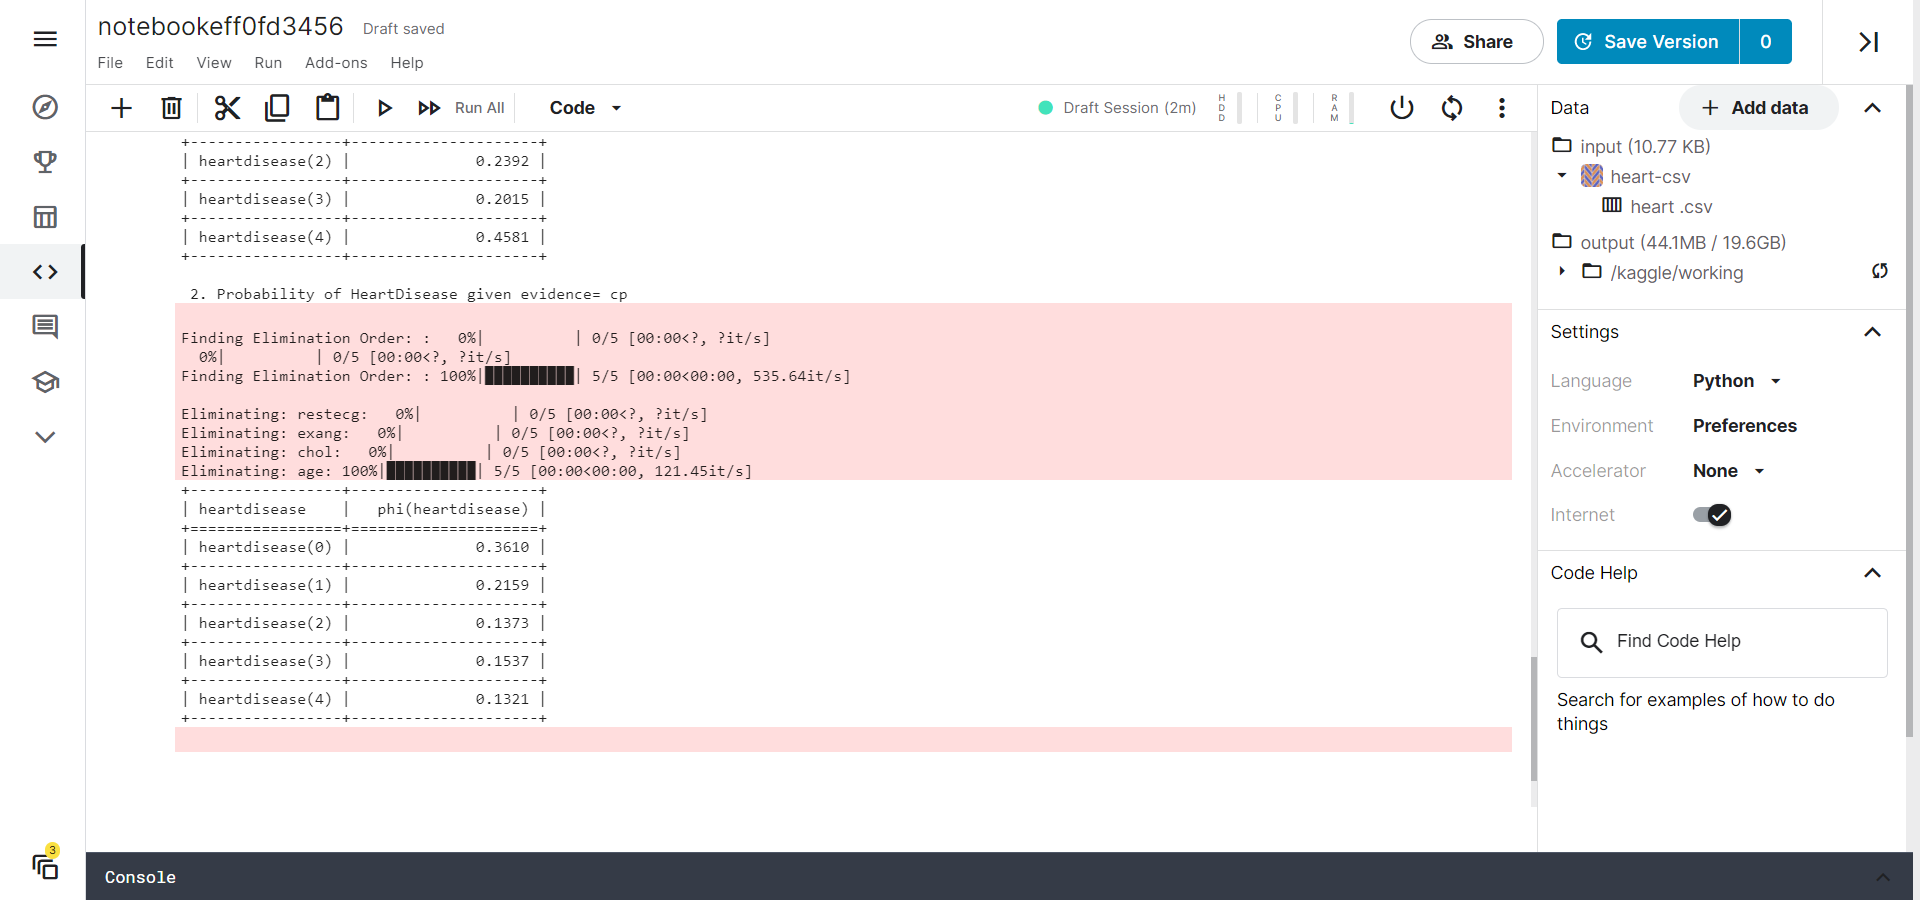 notebookeff0fd3456 Draft saved
File Edit View Run Add-ons Help
Share
Save Version 0
Run All Code
Draft Session (2m) HDD CPU RAM
+-----------------+---------------------+
| heartdisease(2) |              0.2392 |
+-----------------+---------------------+
| heartdisease(3) |              0.2015 |
+-----------------+---------------------+
| heartdisease(4) |              0.4581 |
+-----------------+---------------------+
2. Probability of HeartDisease given evidence= cp
Finding Elimination Order: :   0%|          | 0/5 [00:00<?, ?it/s]
  0%|          | 0/5 [00:00<?, ?it/s]
Finding Elimination Order: : 100%|██████████| 5/5 [00:00<00:00, 535.64it/s]
Eliminating: restecg:   0%|          | 0/5 [00:00<?, ?it/s]
Eliminating: exang:   0%|          | 0/5 [00:00<?, ?it/s]
Eliminating: chol:   0%|          | 0/5 [00:00<?, ?it/s]
Eliminating: age: 100%|██████████| 5/5 [00:00<00:00, 121.45it/s]
+-----------------+---------------------+
| heartdisease    |   phi(heartdisease) |
+=================+=====================+
| heartdisease(0) |              0.3610 |
+-----------------+---------------------+
| heartdisease(1) |              0.2159 |
+-----------------+---------------------+
| heartdisease(2) |              0.1373 |
+-----------------+---------------------+
| heartdisease(3) |              0.1537 |
+-----------------+---------------------+
| heartdisease(4) |              0.1321 |
+-----------------+---------------------+
Data + Add data
input (10.77 KB)
heart-csv
heart .csv
output (44.1MB / 19.6GB)
/kaggle/working
Settings
Language Python
Environment Preferences
Accelerator None
Internet
Code Help
Find Code Help
Search for examples of how to do
things
3
Console